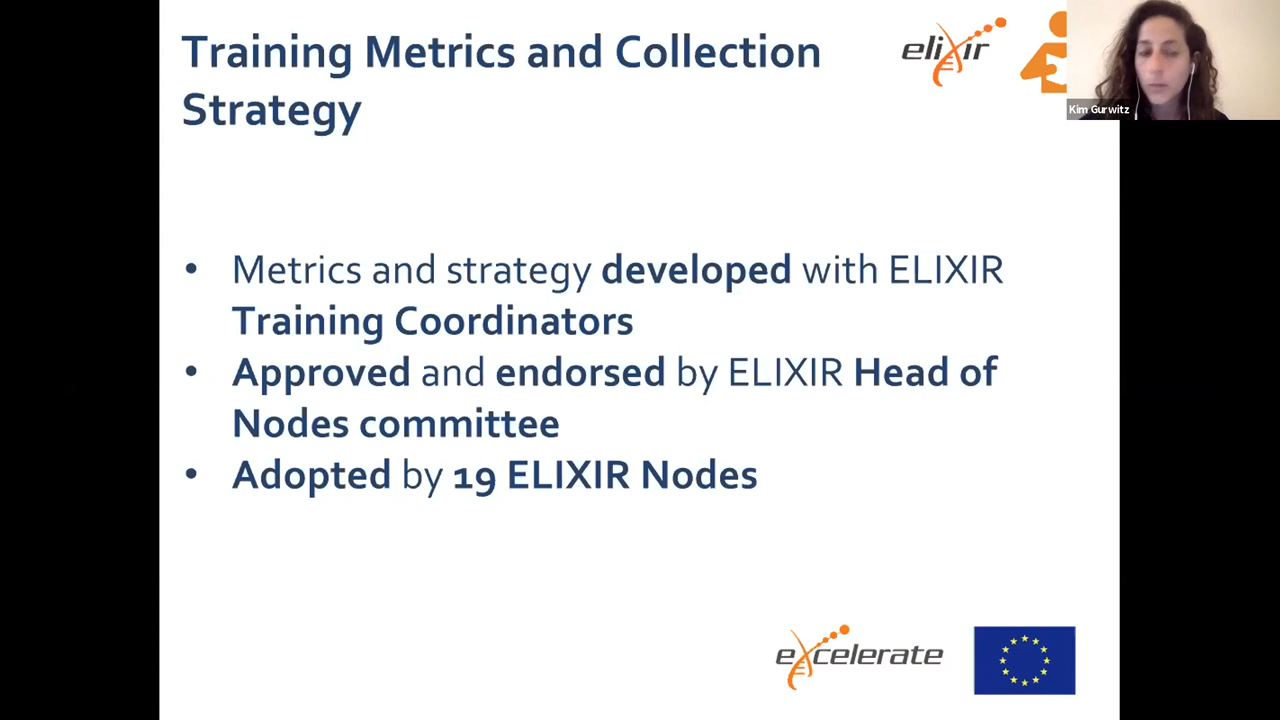 Training Metrics and Collection
Strategy
elixir
Kim Gurwitz
• Metrics and strategy developed with ELIXIR
Training Coordinators
• Approved and endorsed by ELIXIR Head of
Nodes committee
• Adopted by 19 ELIXIR Nodes
excelerate